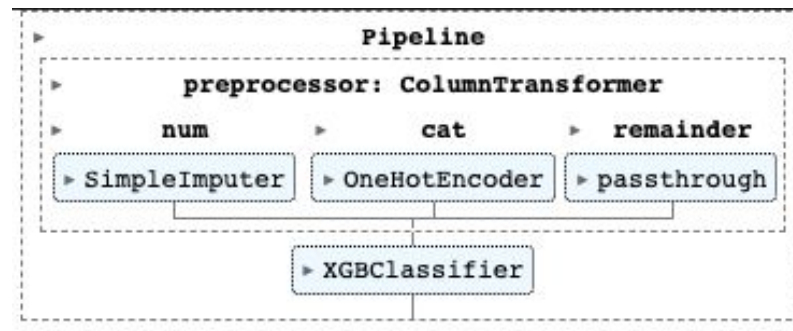 Pipeline
preprocessor: ColumnTransformer
num cat remainder
SimpleImputer OneHotEncoder passthrough
XGBClassifier